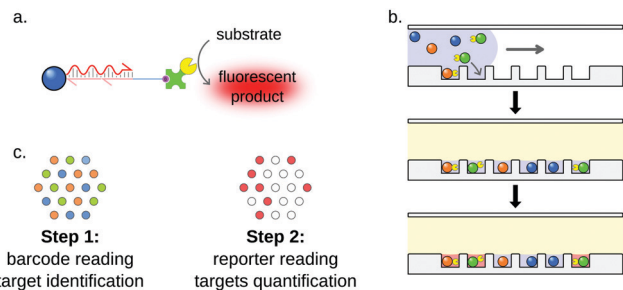 a.
substrate
fluorescent
product
b.
c.
Step 1:
barcode reading
target identification
Step 2:
reporter reading
targets quantification